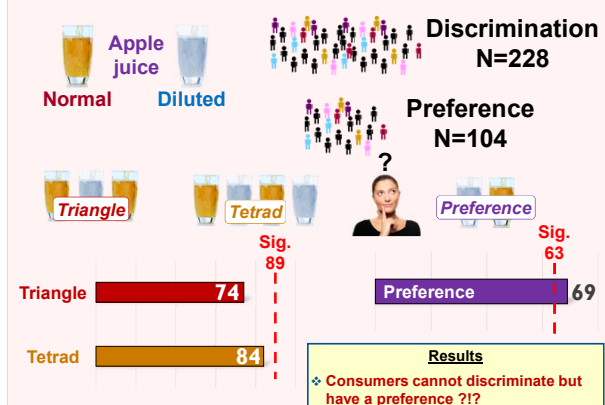 Discrimination
N=228
Apple
juice
Normal
Diluted
Preference
N=104
?
Triangle
Tetrad
Preference
Sig.
89
Sig.
63
Triangle
74
Preference
69
Tetrad
84
Results
❖ Consumers cannot discriminate but
have a preference ?!?